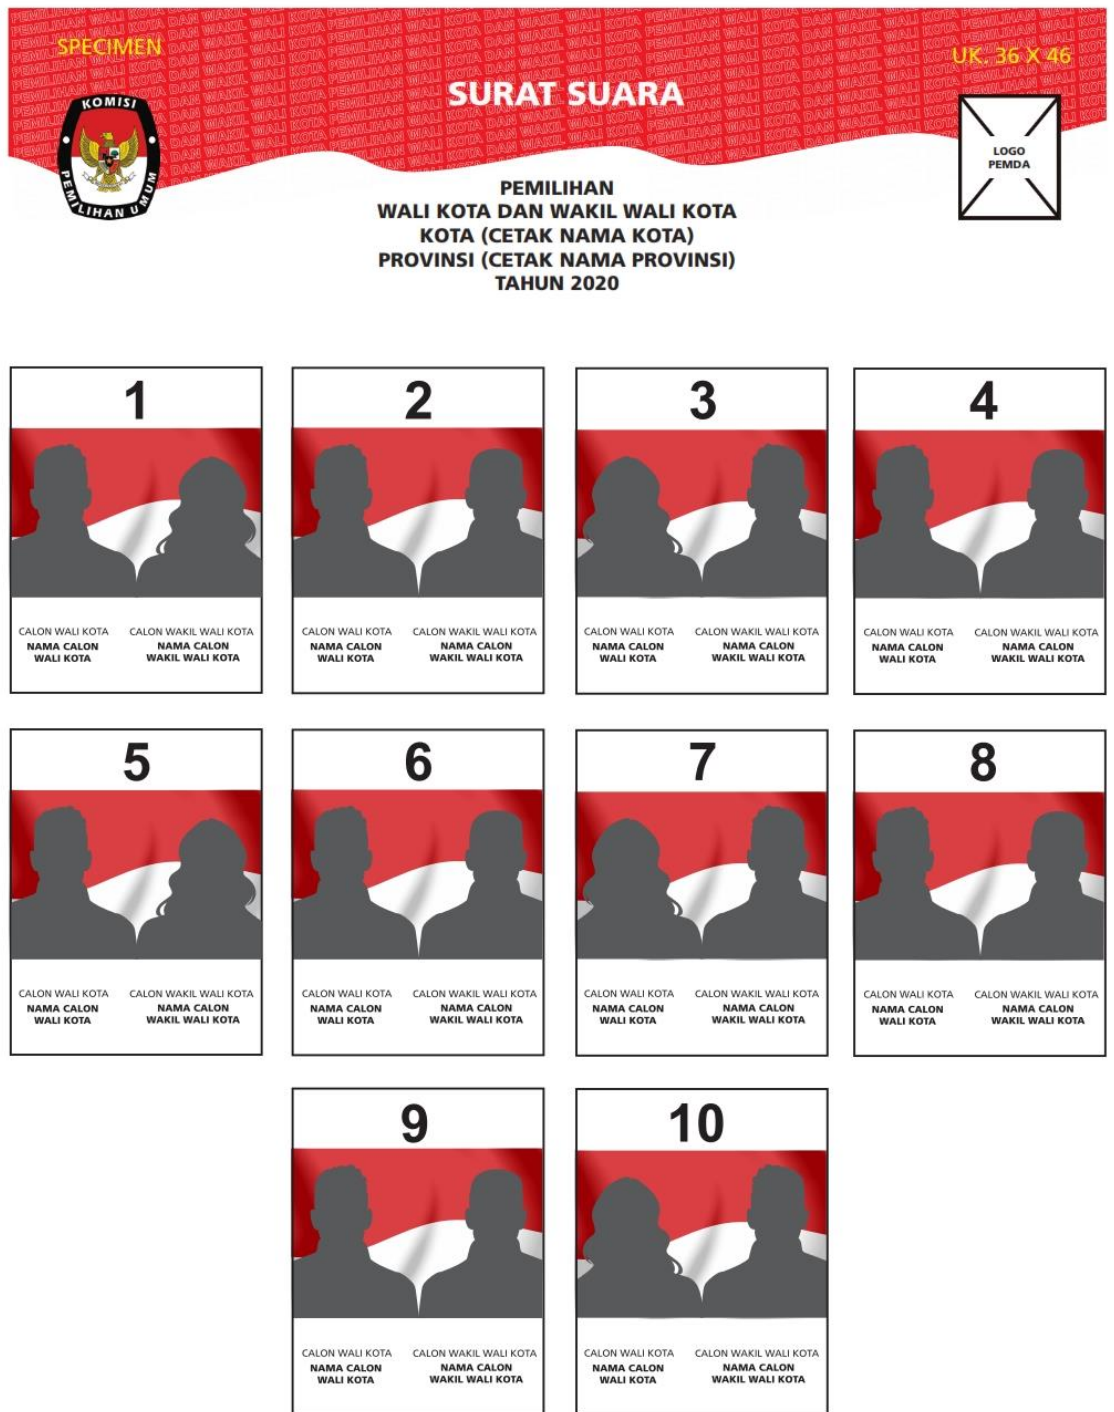 SPECIMEN
UK. 36 X 46
SURAT SUARA
KOMISI
PEMILIHAN UMUM
LOGO
PEMDA
PEMILIHAN
WALI KOTA DAN WAKIL WALI KOTA
KOTA (CETAK NAMA KOTA)
PROVINSI (CETAK NAMA PROVINSI)
TAHUN 2020
1
CALON WALI KOTA CALON WAKIL WALI KOTA
NAMA CALON NAMA CALON
WALI KOTA WAKIL WALI KOTA
2
CALON WALI KOTA CALON WAKIL WALI KOTA
NAMA CALON NAMA CALON
WALI KOTA WAKIL WALI KOTA
3
CALON WALI KOTA CALON WAKIL WALI KOTA
NAMA CALON NAMA CALON
WALI KOTA WAKIL WALI KOTA
4
CALON WALI KOTA CALON WAKIL WALI KOTA
NAMA CALON NAMA CALON
WALI KOTA WAKIL WALI KOTA
5
CALON WALI KOTA CALON WAKIL WALI KOTA
NAMA CALON NAMA CALON
WALI KOTA WAKIL WALI KOTA
6
CALON WALI KOTA CALON WAKIL WALI KOTA
NAMA CALON NAMA CALON
WALI KOTA WAKIL WALI KOTA
7
CALON WALI KOTA CALON WAKIL WALI KOTA
NAMA CALON NAMA CALON
WALI KOTA WAKIL WALI KOTA
8
CALON WALI KOTA CALON WAKIL WALI KOTA
NAMA CALON NAMA CALON
WALI KOTA WAKIL WALI KOTA
9
CALON WALI KOTA CALON WAKIL WALI KOTA
NAMA CALON NAMA CALON
WALI KOTA WAKIL WALI KOTA
10
CALON WALI KOTA CALON WAKIL WALI KOTA
NAMA CALON NAMA CALON
WALI KOTA WAKIL WALI KOTA